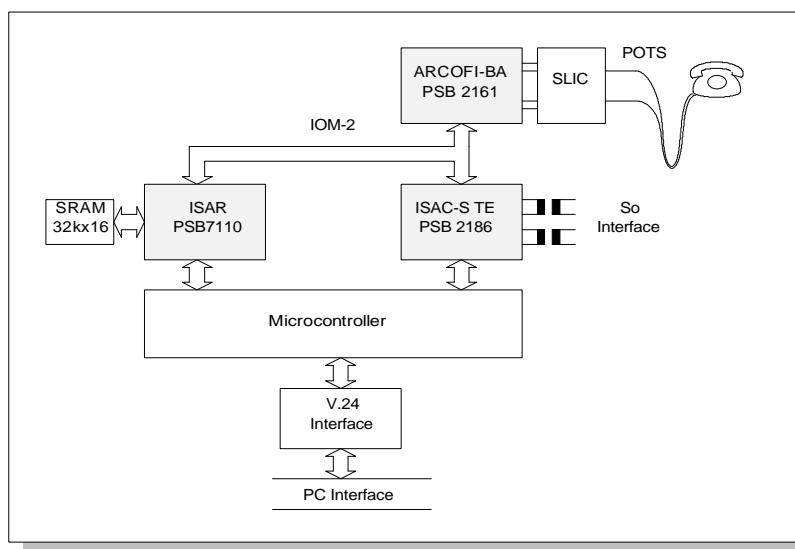 ARCOFI-BA
PSB 2161
SLIC
POTS
IOM-2
SRAM
32kx16
ISAR
PSB7110
ISAC-S TE
PSB 2186
So
Interface
Microcontroller
V.24
Interface
PC Interface